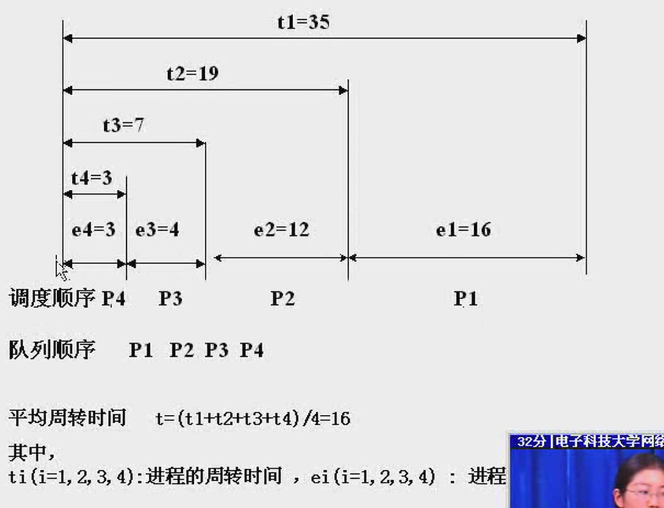 t1=35
t2=19
t3=7
t4=3
e4=3 e3=4 e2=12 e1=16
调度顺序 P4 P3 P2 P1
队列顺序 P1 P2 P3 P4
平均周转时间 t=(t1+t2+t3+t4)/4=16
其中,
ti(i=1,2,3,4):进程的周转时间 , ei(i=1,2,3,4) : 进程
32分|电子科技大学网络